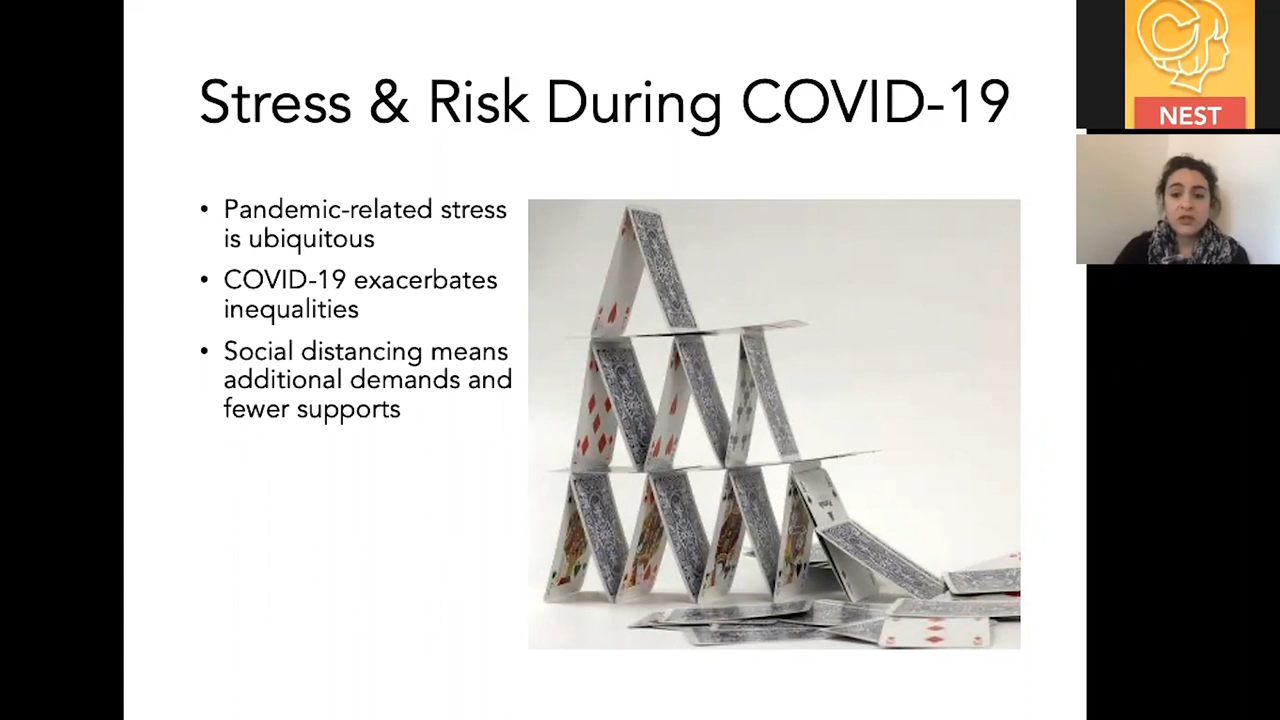 Stress & Risk During COVID-19
• Pandemic-related stress
is ubiquitous
• COVID-19 exacerbates
inequalities
• Social distancing means
additional demands and
fewer supports
NEST